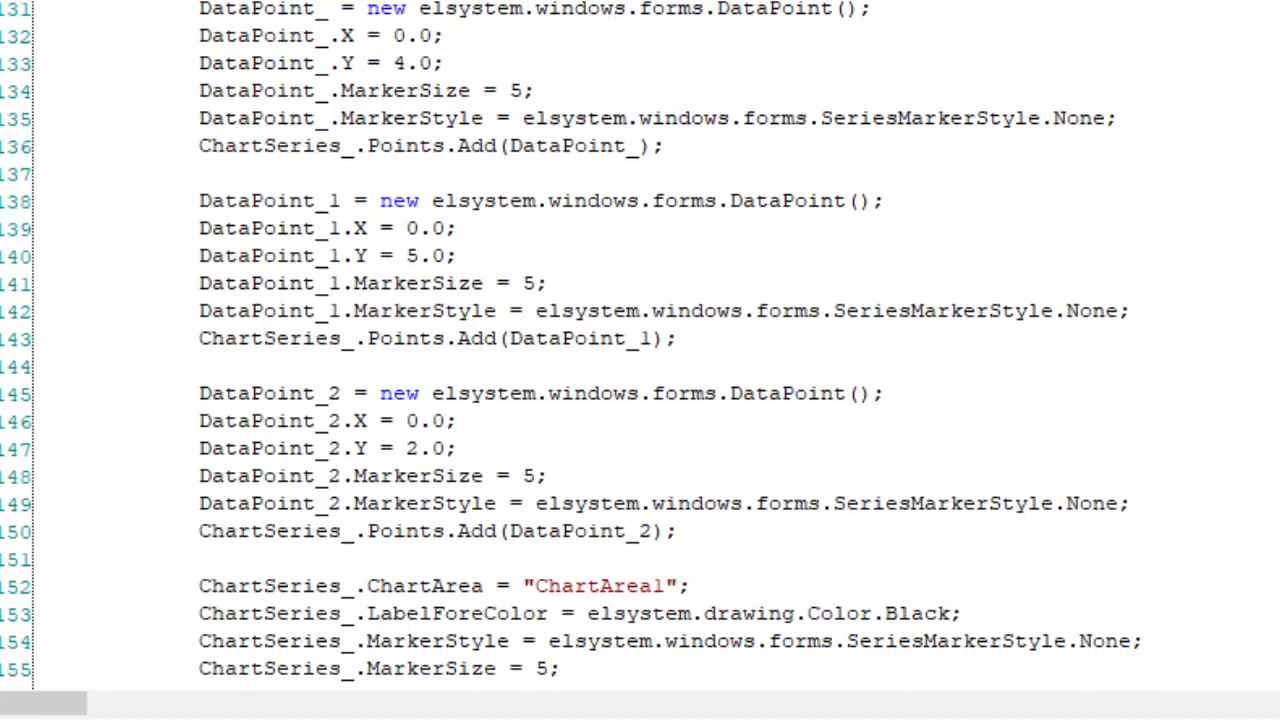 131 DataPoint_ = new elsystem.windows.forms.DataPoint();
132 DataPoint_.X = 0.0;
133 DataPoint_.Y = 4.0;
134 DataPoint_.MarkerSize = 5;
135 DataPoint_.MarkerStyle = elsystem.windows.forms.SeriesMarkerStyle.None;
136 ChartSeries_.Points.Add(DataPoint_);
137
138 DataPoint_1 = new elsystem.windows.forms.DataPoint();
139 DataPoint_1.X = 0.0;
140 DataPoint_1.Y = 5.0;
141 DataPoint_1.MarkerSize = 5;
142 DataPoint_1.MarkerStyle = elsystem.windows.forms.SeriesMarkerStyle.None;
143 ChartSeries_.Points.Add(DataPoint_1);
144
145 DataPoint_2 = new elsystem.windows.forms.DataPoint();
146 DataPoint_2.X = 0.0;
147 DataPoint_2.Y = 2.0;
148 DataPoint_2.MarkerSize = 5;
149 DataPoint_2.MarkerStyle = elsystem.windows.forms.SeriesMarkerStyle.None;
150 ChartSeries_.Points.Add(DataPoint_2);
151
152 ChartSeries_.ChartArea = "ChartArea1";
153 ChartSeries_.LabelForeColor = elsystem.drawing.Color.Black;
154 ChartSeries_.MarkerStyle = elsystem.windows.forms.SeriesMarkerStyle.None;
155 ChartSeries_.MarkerSize = 5;